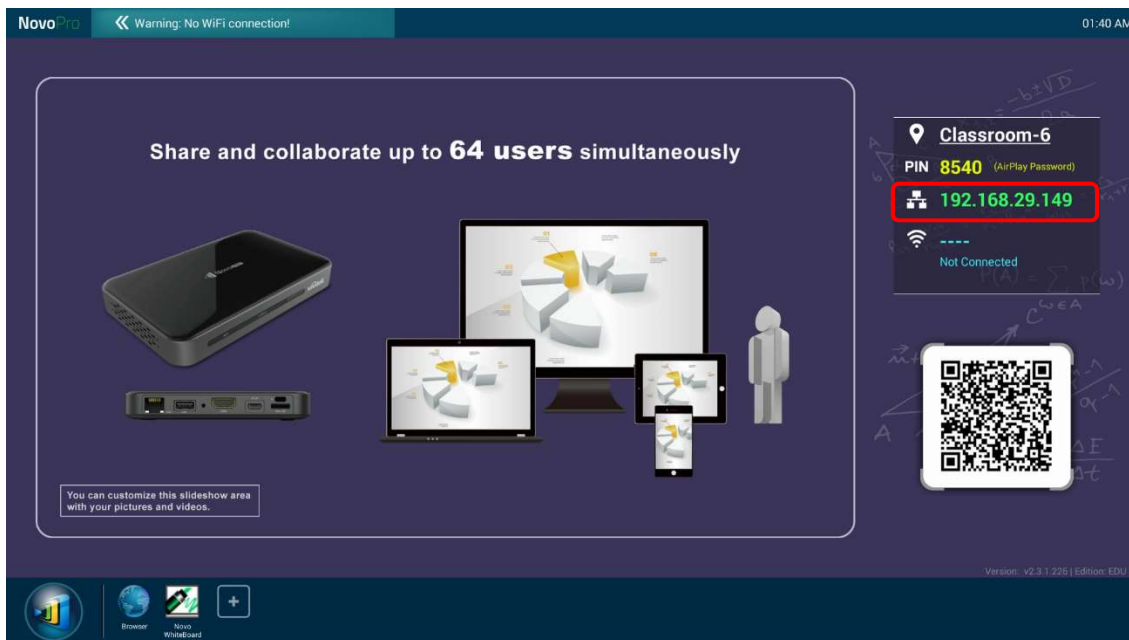 NovoPro
Warning: No WiFi connection!
01:40 AM
Share and collaborate up to 64 users simultaneously
Classroom-6
PIN 8540 (AirPlay Password)
192.168.29.149
----
Not Connected
You can customize this slideshow area
with your pictures and videos.
Version: v2.3.1.226 | Edition: EDU
Browser
Novo
WhiteBoard